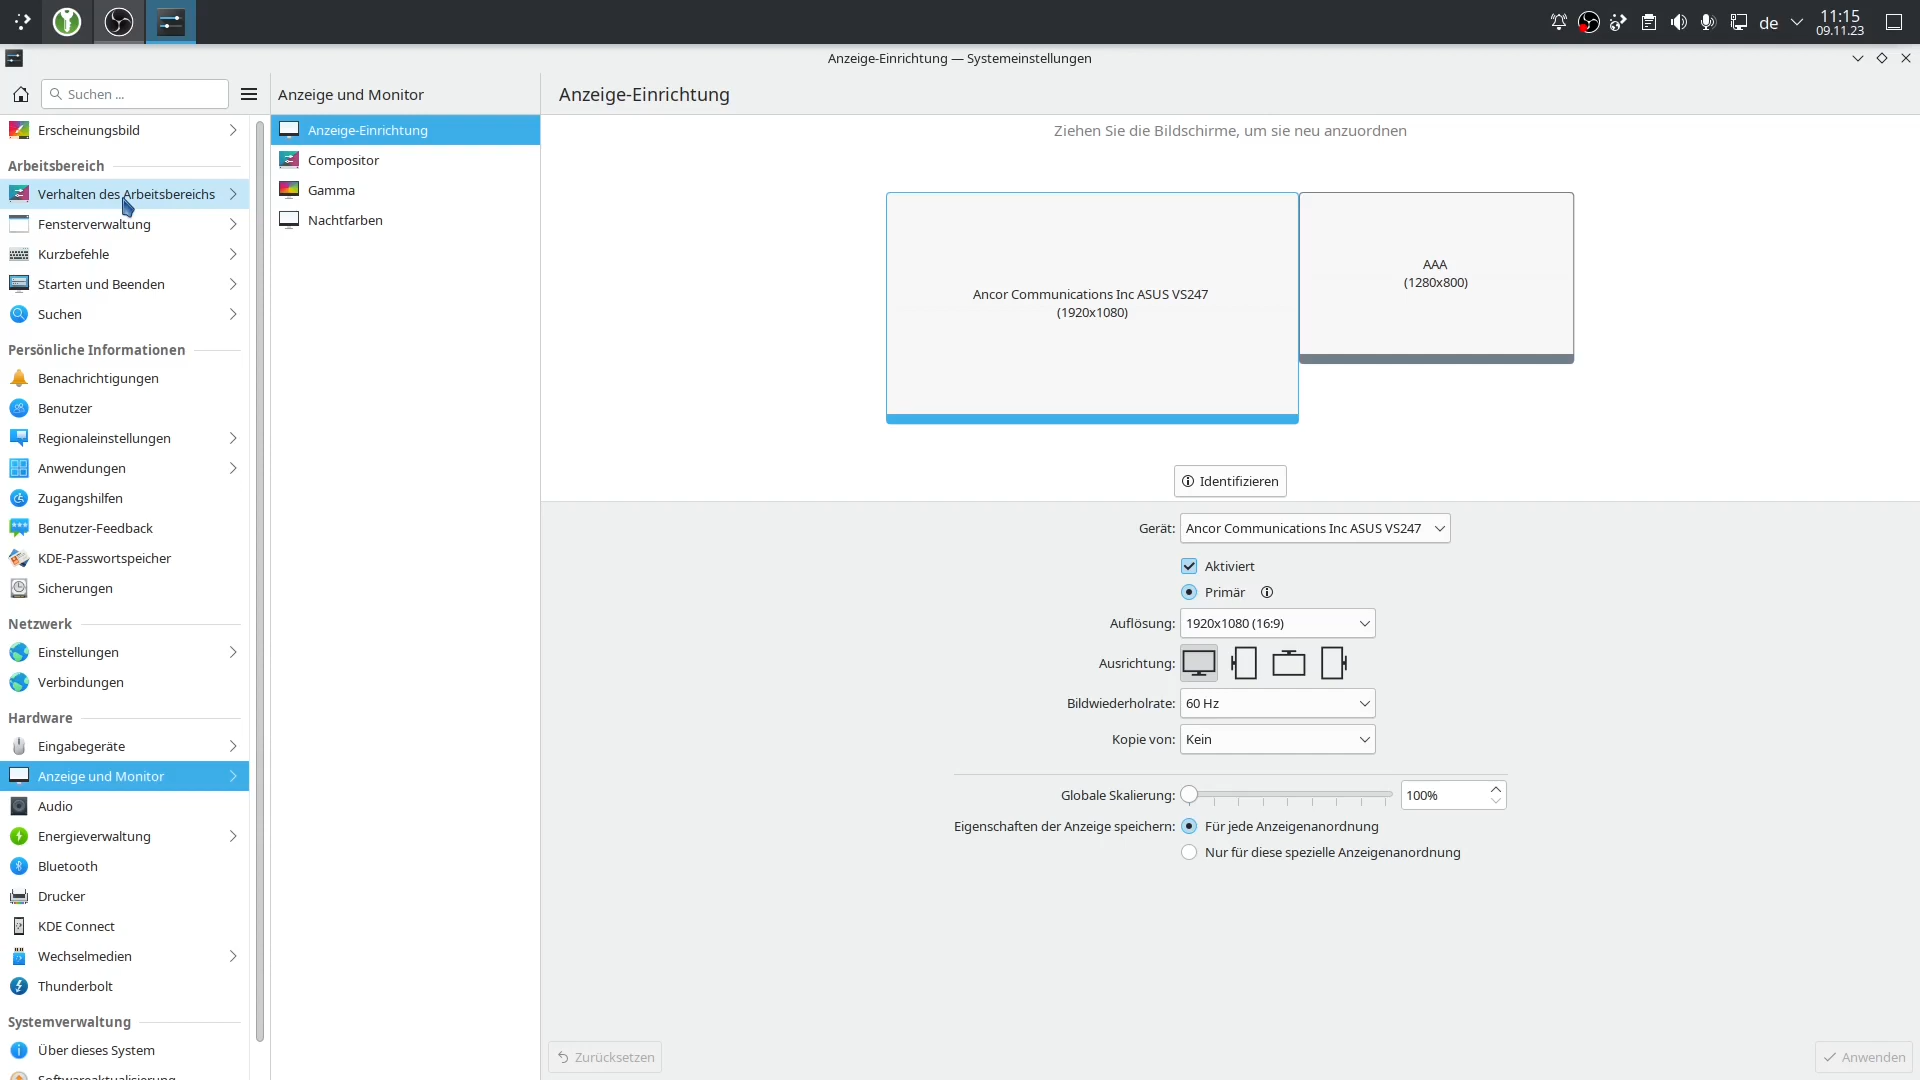 de
11:15
09.11.23
Anzeige-Einrichtung — Systemeinstellungen
Suchen ...
Anzeige und Monitor
Anzeige-Einrichtung
Erscheinungsbild
Arbeitsbereich
Verhalten des Arbeitsbereichs
Fensterverwaltung
Kurzbefehle
Starten und Beenden
Suchen
Persönliche Informationen
Benachrichtigungen
Benutzer
Regionaleinstellungen
Anwendungen
Zugangshilfen
Benutzer-Feedback
KDE-Passwortspeicher
Sicherungen
Netzwerk
Einstellungen
Verbindungen
Hardware
Eingabegeräte
Anzeige und Monitor
Audio
Energieverwaltung
Bluetooth
Drucker
KDE Connect
Wechselmedien
Thunderbolt
Systemverwaltung
Über dieses System
Softwareaktualisierung
Anzeige-Einrichtung
Compositor
Gamma
Nachtfarben
Ziehen Sie die Bildschirme, um sie neu anzuordnen
Ancor Communications Inc ASUS VS247
(1920x1080)
AAA
(1280x800)
Identifizieren
Gerät: Ancor Communications Inc ASUS VS247
Aktiviert
Primär
Auflösung: 1920x1080 (16:9)
Ausrichtung:
Bildwiederholrate: 60 Hz
Kopie von: Kein
Globale Skalierung: 100%
Eigenschaften der Anzeige speichern: Für jede Anzeigenanordnung
Nur für diese spezielle Anzeigenanordnung
Zurücksetzen
Anwenden